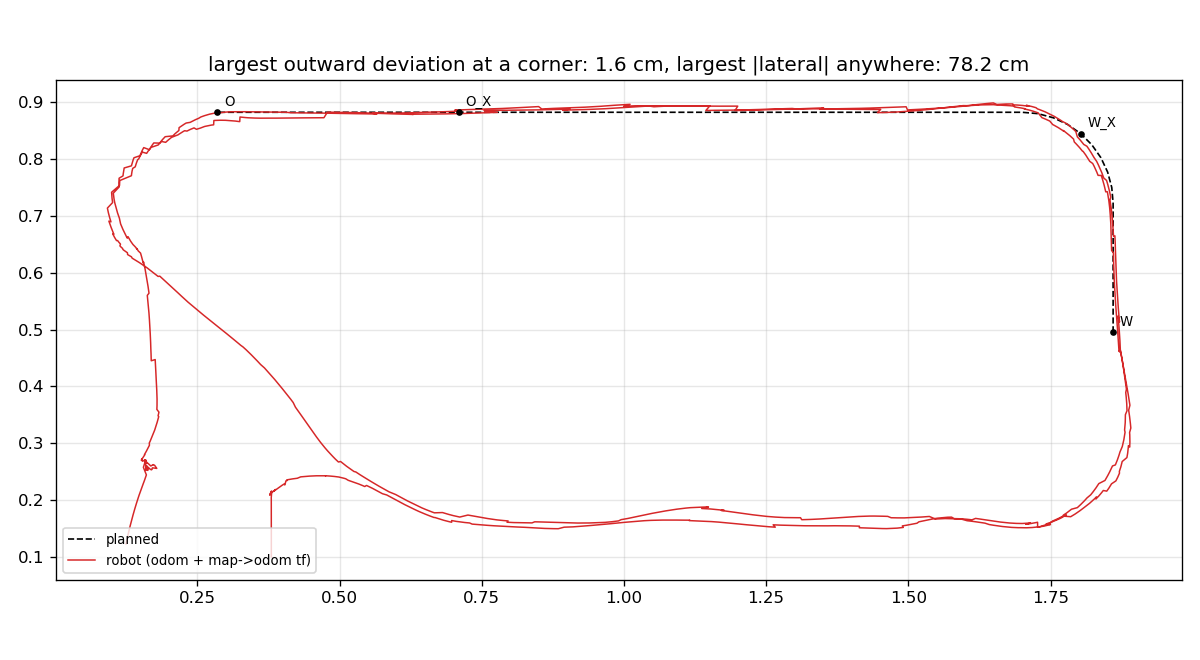 largest outward deviation at a corner: 1.6 cm, largest |lateral| anywhere: 78.2 cm
0.9
0.8
0.7
0.6
0.5
0.4
0.3
0.2
0.1
O
O_X
W_X
W
planned
robot (odom + map->odom tf)
0.25
0.50
0.75
1.00
1.25
1.50
1.75